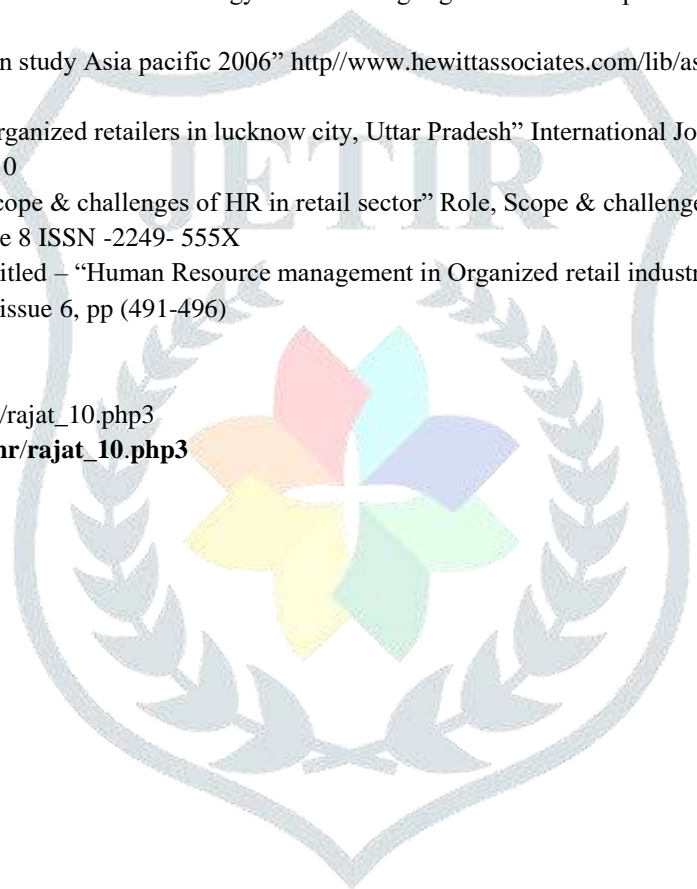 n study Asia pacific 2006” http//www.hewittassociates.com/lib/as
rganized retailers in lucknow city, Uttar Pradesh” International Jo
0
cope & challenges of HR in retail sector” Role, Scope & challenge
e 8 ISSN -2249- 555X
itled – “Human Resource management in Organized retail industr
issue 6, pp (491-496)
/rajat_10.php3
nr/rajat_10.php3
JETIR